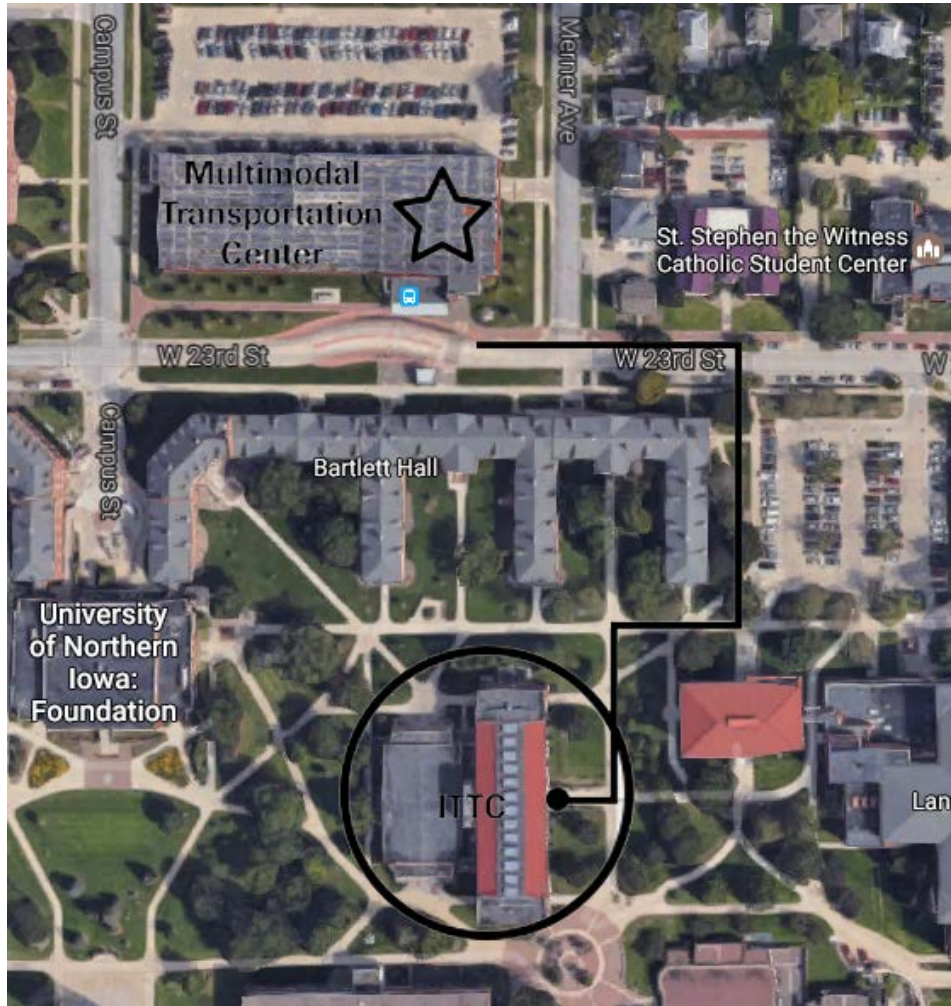 Campus St
Merner Ave
Multimodal
Transportation
Center
St. Stephen the Witness
Catholic Student Center
W 23rd St
W 23rd St
W
Campus St
Bartlett Hall
University
of Northern
Iowa:
Foundation
ITTC
Lan